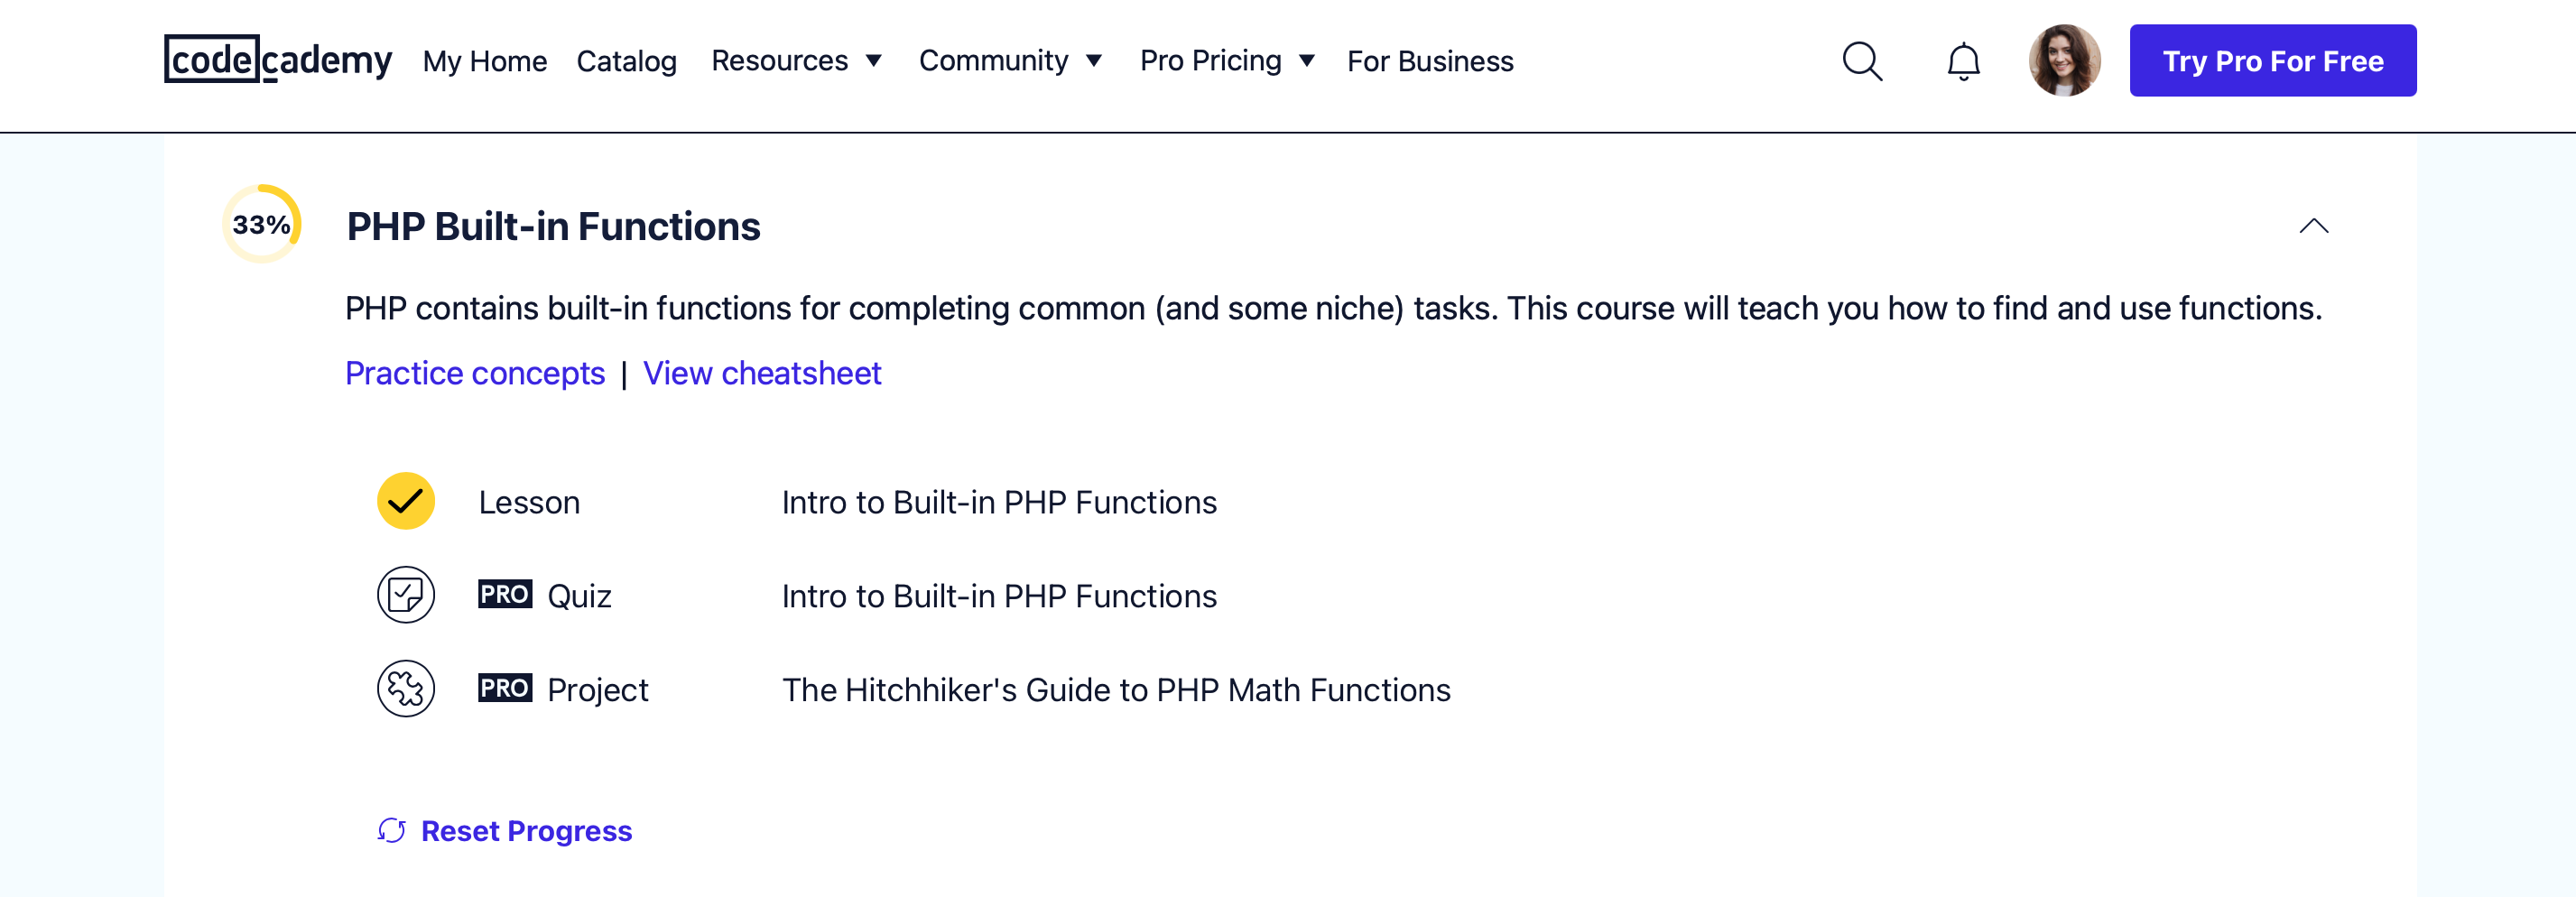 codecademy My Home Catalog Resources Community Pro Pricing For Business Try Pro For Free
33% PHP Built-in Functions
PHP contains built-in functions for completing common (and some niche) tasks. This course will teach you how to find and use functions.
Practice concepts | View cheatsheet
Lesson Intro to Built-in PHP Functions
PRO Quiz Intro to Built-in PHP Functions
PRO Project The Hitchhiker's Guide to PHP Math Functions
Reset Progress